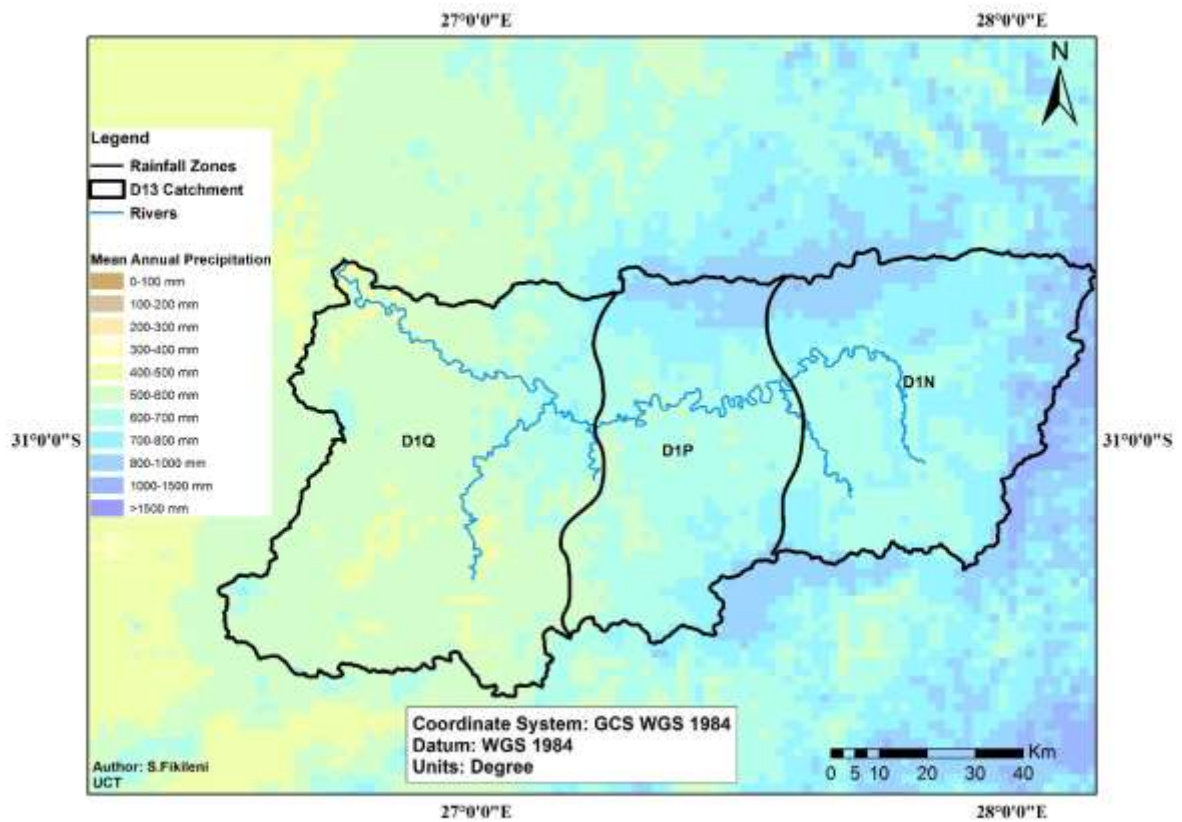 27°0'0"E
28°0'0"E
N
Legend
Rainfall Zones
D13 Catchment
Rivers
Mean Annual Precipitation
0-100 mm
100-200 mm
200-300 mm
300-400 mm
400-500 mm
500-600 mm
600-700 mm
700-800 mm
800-1000 mm
1000-1500 mm
>1500 mm
D1N
31°0'0"S
D1Q
D1P
31°0'0"S
Coordinate System: GCS WGS 1984
Datum: WGS 1984
Units: Degree
Km
0 5 10 20 30 40
Author: S.Fikileni
UCT
27°0'0"E
28°0'0"E